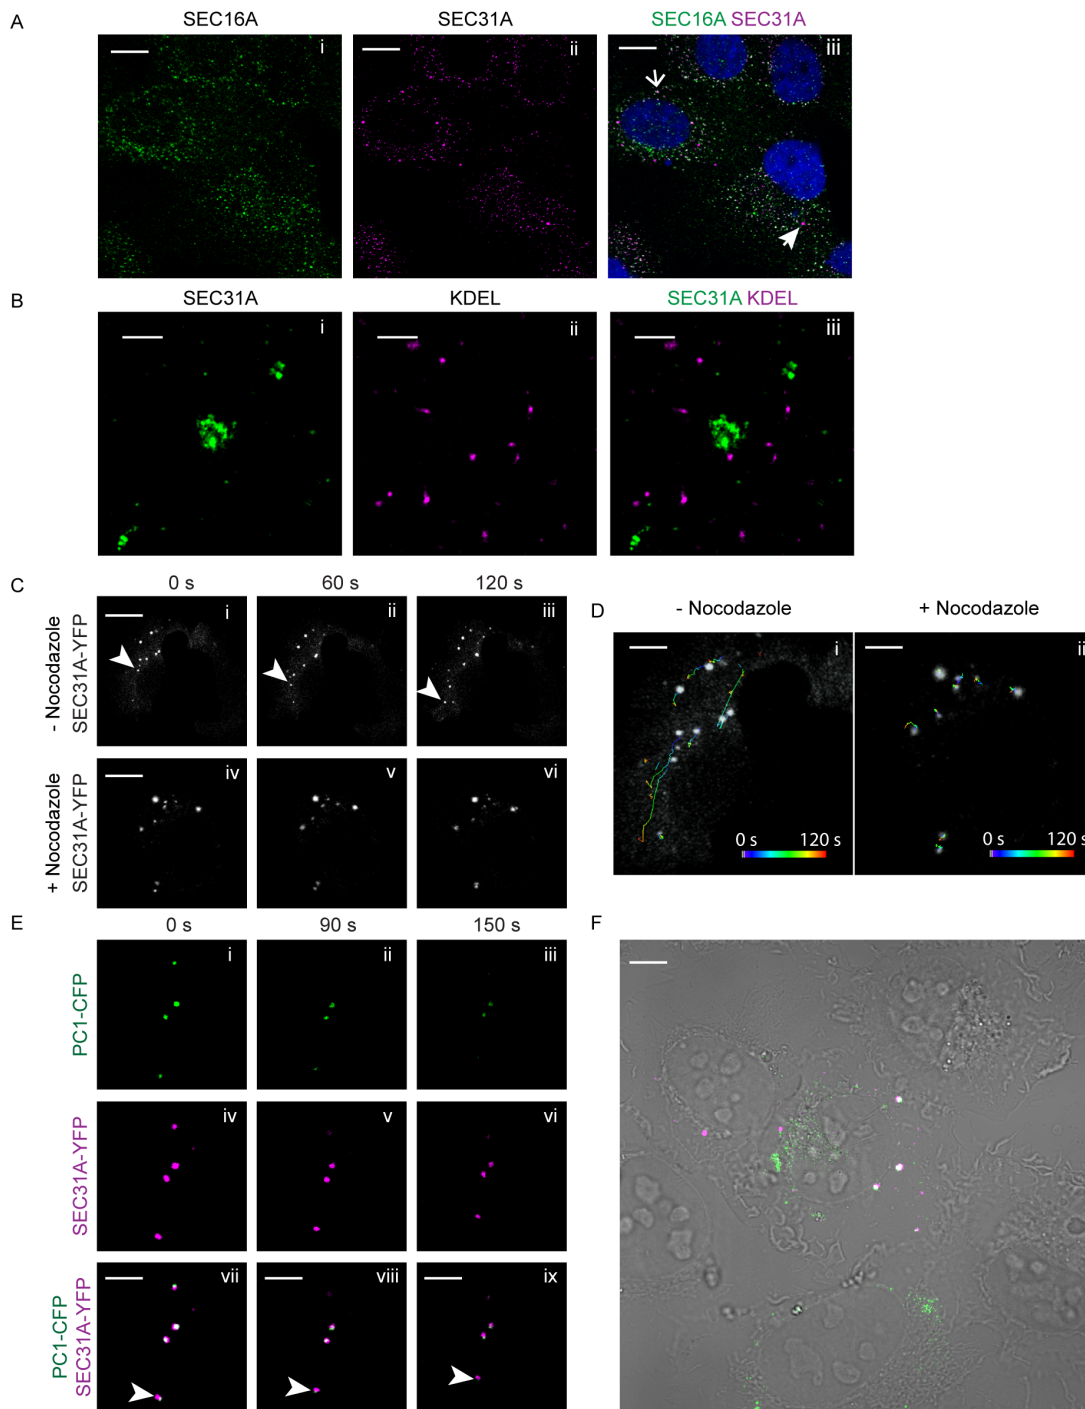 A
SEC16A
SEC31A
SEC16A SEC31A
i
ii
iii
B
SEC31A
KDEL
SEC31A KDEL
i
ii
iii
C
0 s
60 s
120 s
- Nocodazole
SEC31A-YFP
i
ii
iii
+ Nocodazole
SEC31A-YFP
iv
v
vi
D
- Nocodazole
+ Nocodazole
i
ii
0 s
120 s
0 s
120 s
E
0 s
90 s
150 s
PC1-CFP
i
ii
iii
SEC31A-YFP
iv
v
vi
PC1-CFP
SEC31A-YFP
vii
viii
ix
F